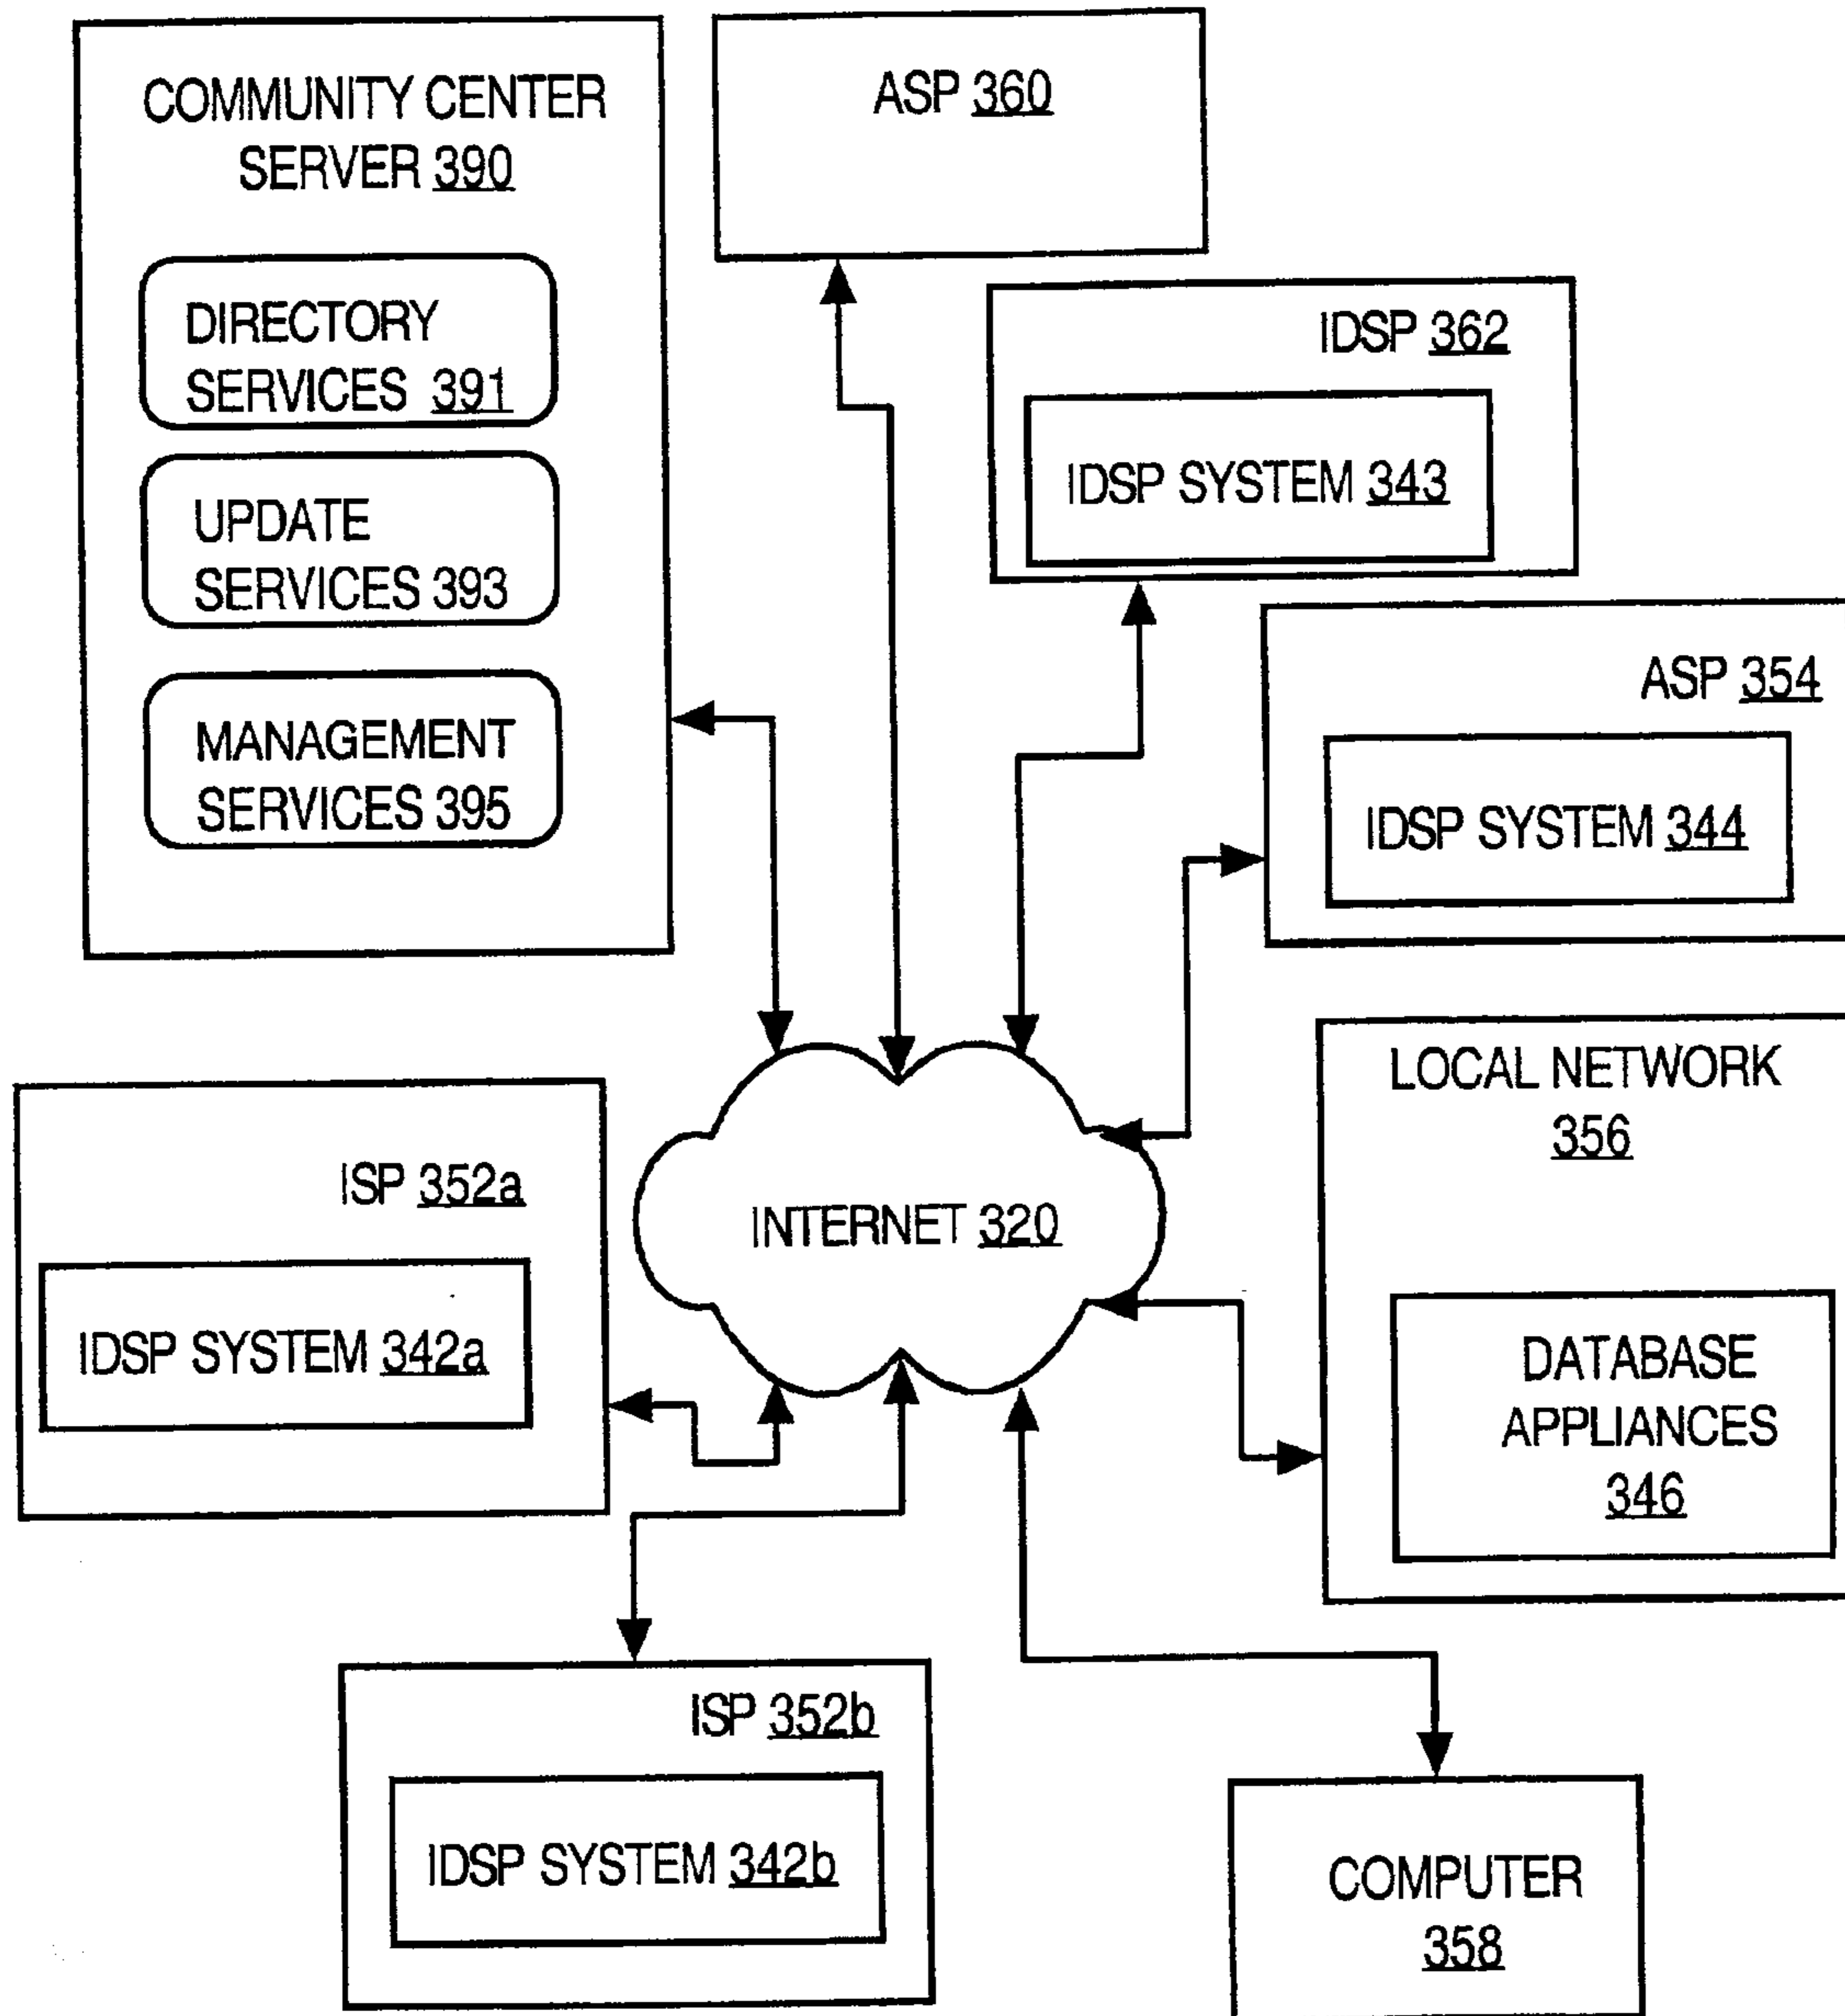 COMMUNITY CENTER
SERVER 390
DIRECTORY
SERVICES 391
UPDATE
SERVICES 393
MANAGEMENT
SERVICES 395
ASP 360
IDSP 362
IDSP SYSTEM 343
ASP 354
IDSP SYSTEM 344
LOCAL NETWORK
356
DATABASE
APPLIANCES
346
INTERNET 320
ISP 352a
IDSP SYSTEM 342a
ISP 352b
IDSP SYSTEM 342b
COMPUTER
358